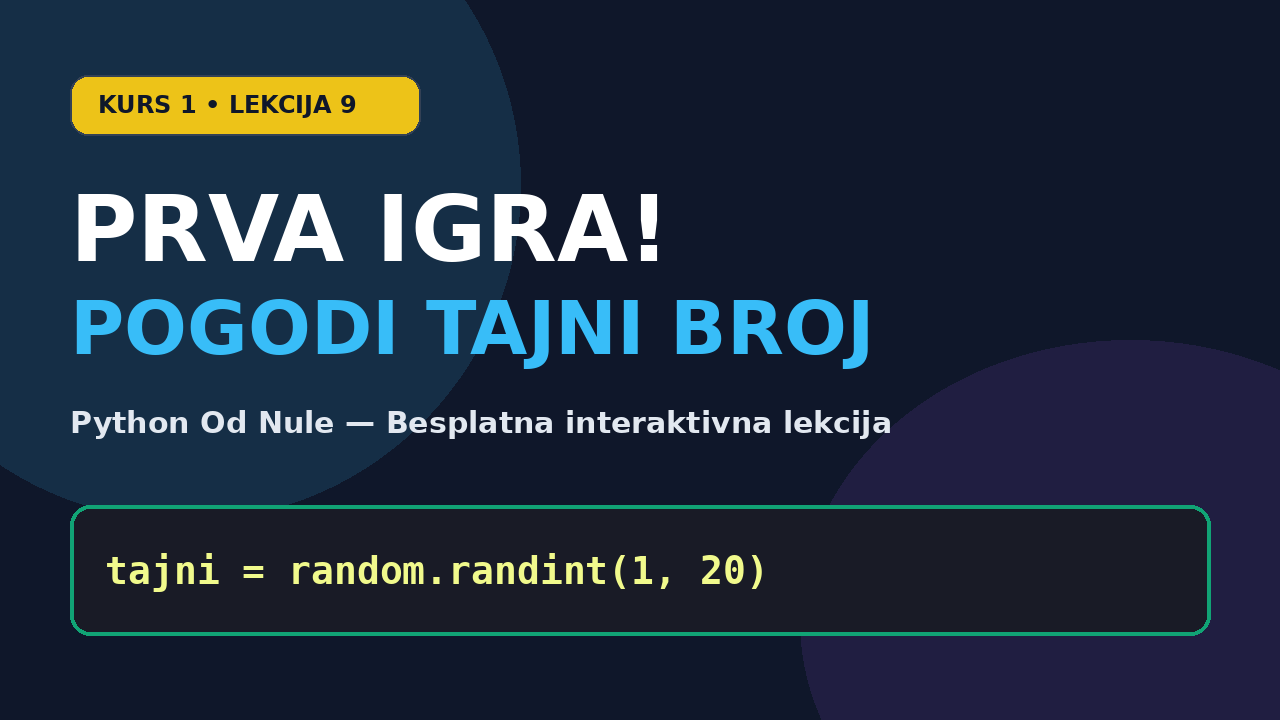 KURS 1 • LEKCIJA 9
PRVA IGRA!
POGODI TAJNI BROJ
Python Od Nule — Besplatna interaktivna lekcija
tajni = random.randint(1, 20)